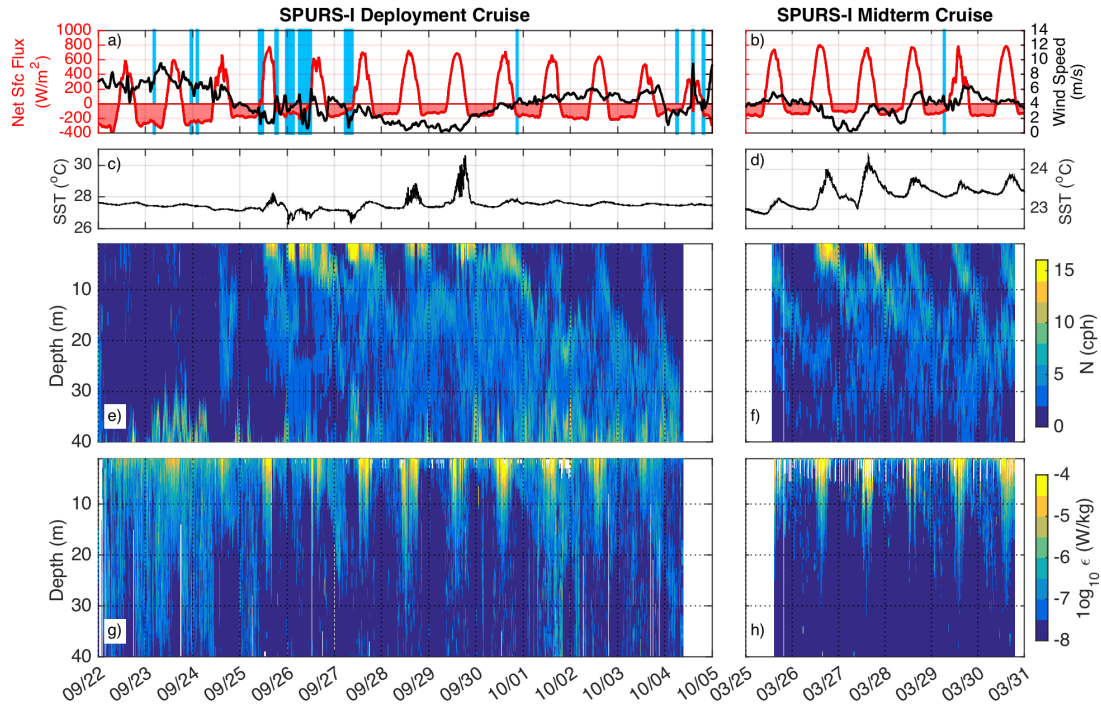 SPURS-I Deployment Cruise
SPURS-I Midterm Cruise
Net Sfc Flux
(W/m²)
1000
800
600
400
200
0
-200
-400
a)
b)
14
12
10
8
6
4
2
0
Wind Speed
(m/s)
SST (°C)
30
28
26
c)
d)
24
23
SST (°C)
Depth (m)
10
20
30
40
e)
f)
15
10
5
0
N (cph)
Depth (m)
10
20
30
40
g)
h)
-4
-5
-6
-7
-8
log₁₀ ε (W/kg)
09/22
09/23
09/24
09/25
09/26
09/27
09/28
09/29
09/30
10/01
10/02
10/03
10/04
10/05
03/25
03/26
03/27
03/28
03/29
03/30
03/31